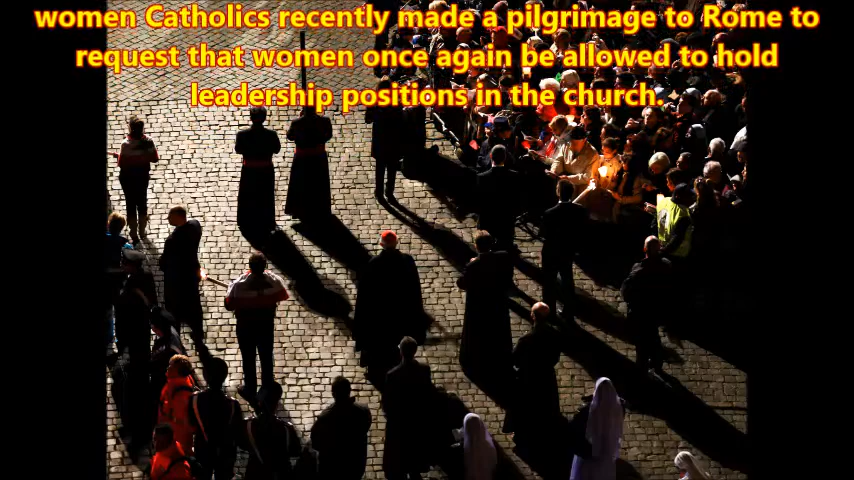 women Catholics recently made a pilgrimage to Rome to
request that women once again be allowed to hold
leadership positions in the church.